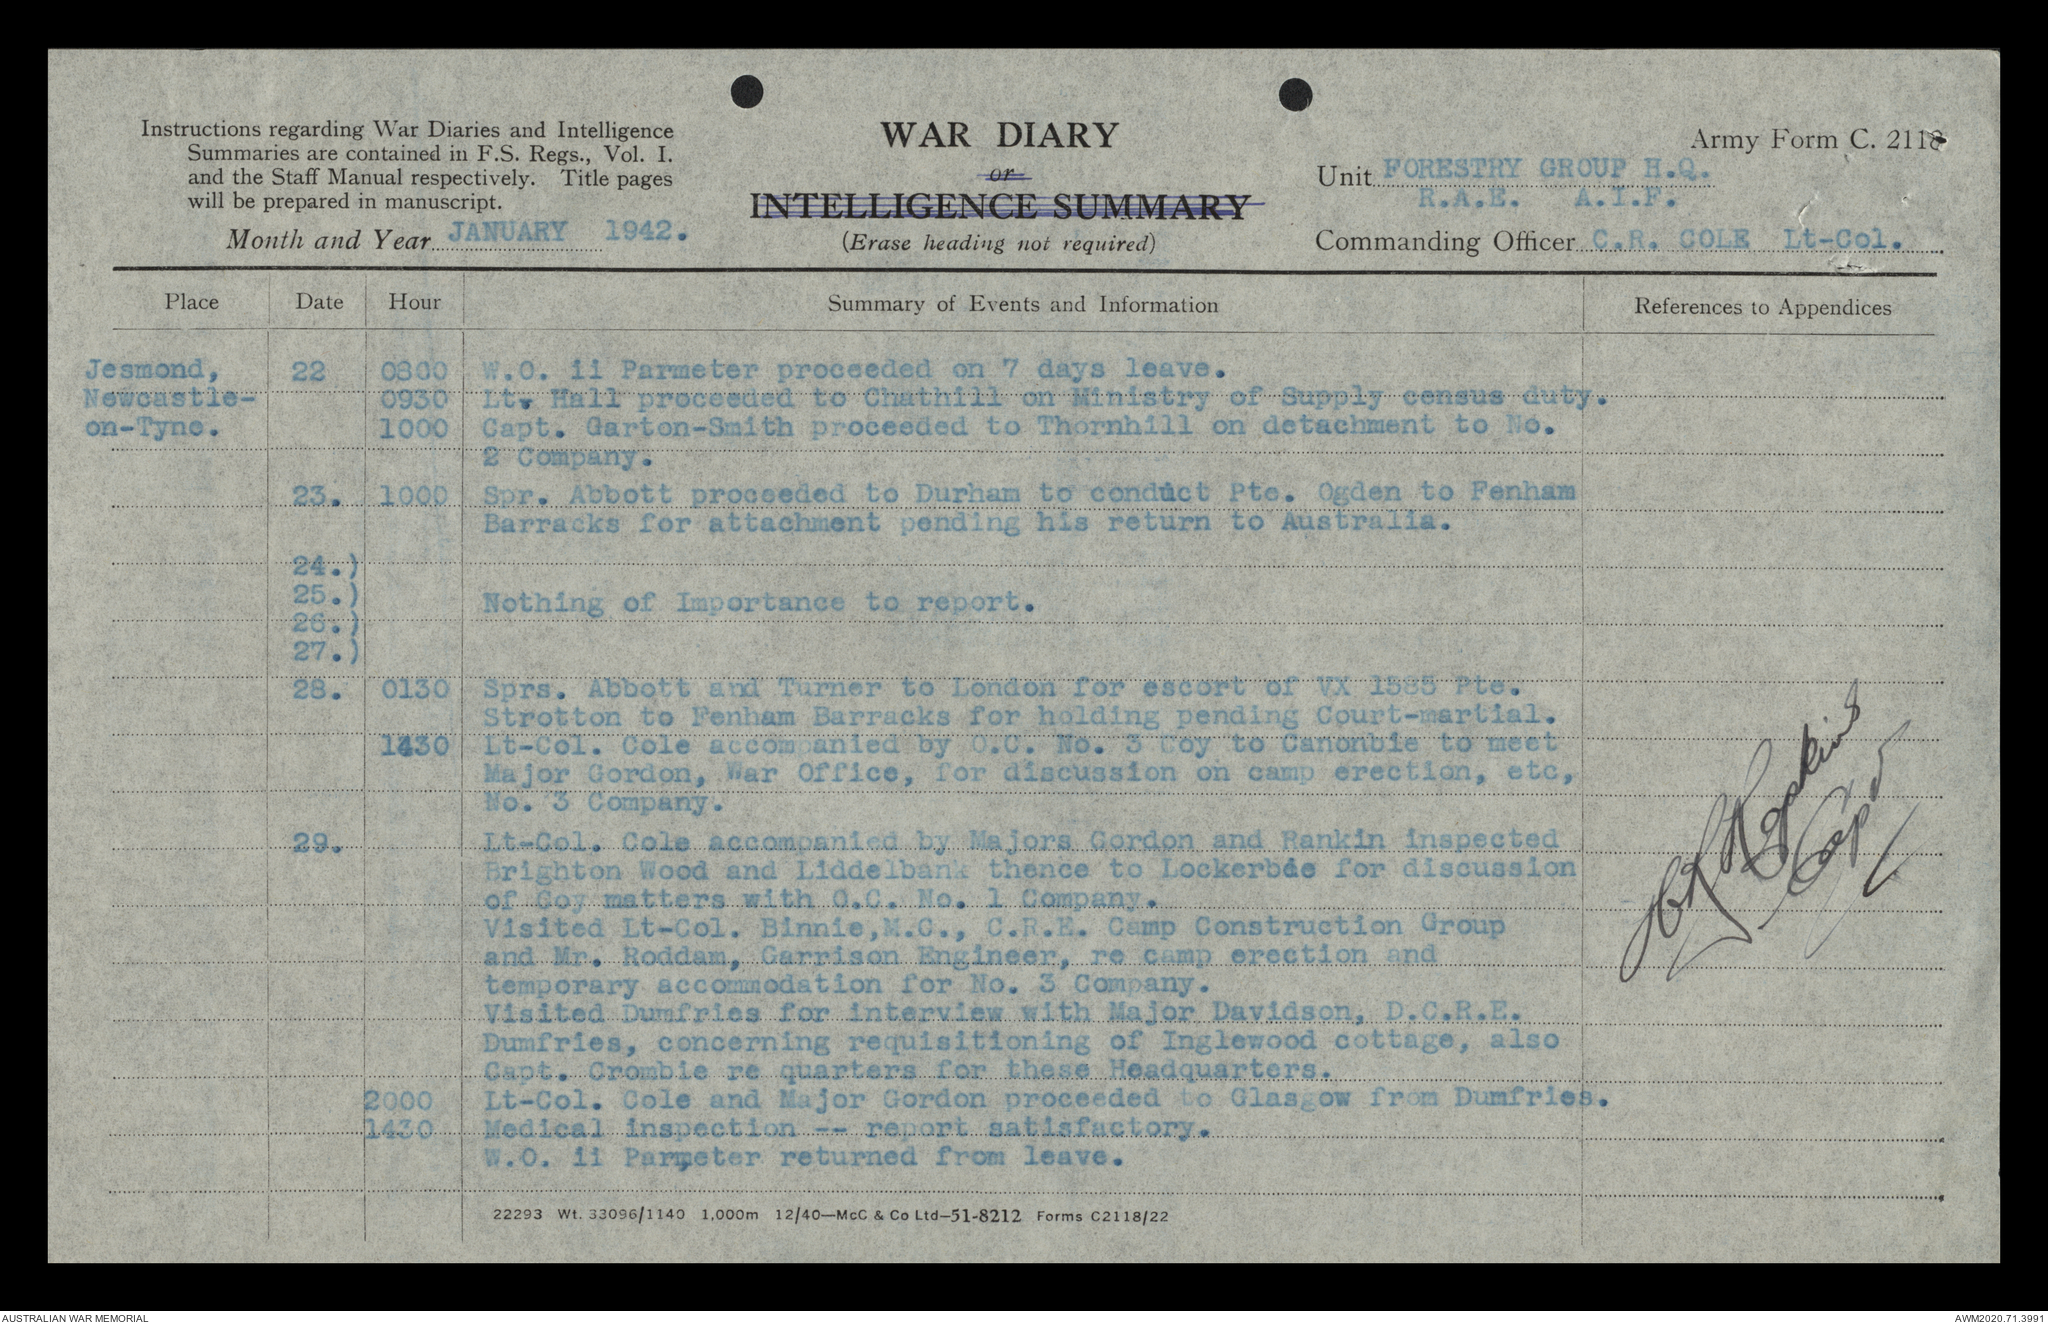 Instructions regarding War Diaries and Intelligence
Summaries are contained in F.S. Regs., Vol. I.
and the Staff Manual respectively. Title pages
will be prepared in manuscript.
Month and Year JANUARY 1942.
WAR DIARY
or
INTELLIGENCE SUMMARY
(Erase heading not required)
Army Form C. 2118
Unit FORESTRY GROUP H.Q.
R.A.E. A.I.F.
Commanding Officer C.R. COLE Lt-Col.
Place Date Hour Summary of Events and Information References to Appendices
Jesmond, 22 0800 W.O. ii Parmeter proceeded on 7 days leave.
Newcastle- 0930 Lt. Hall proceeded to Chathill on Ministry of Supply census duty.
on-Tyne. 1000 Capt. Garton-Smith proceeded to Thornhill on detachment to No.
2 Company.
23. 1000 Spr. Abbott proceeded to Durham to conduct Pte. Ogden to Fenham
Barracks for attachment pending his return to Australia.
24.)
25.) Nothing of Importance to report.
26.)
27.)
28. 0130 Sprs. Abbott and Turner to London for escort of VX 1585 Pte.
Strotton to Fenham Barracks for holding pending Court-martial.
1430 Lt-Col. Cole accompanied by O.C. No. 3 Coy to Canonbie to meet
Major Gordon, War Office, for discussion on camp erection, etc,
No. 3 Company.
29. Lt-Col. Cole accompanied by Majors Gordon and Rankin inspected
Brighton Wood and Liddelbank thence to Lockerbie for discussion
of Coy matters with O.C. No. 1 Company.
Visited Lt-Col. Binnie,M.C., C.R.E. Camp Construction Group
and Mr. Roddam, Garrison Engineer, re camp erection and
temporary accommodation for No. 3 Company.
Visited Dumfries for interview with Major Davidson, D.C.R.E.
Dumfries, concerning requisitioning of Inglewood cottage, also
Capt. Crombie re quarters for these Headquarters.
2000 Lt-Col. Cole and Major Gordon proceeded to Glasgow from Dumfries.
1430 Medical inspection -- report satisfactory.
W.O. ii Parmeter returned from leave.
Capt
22293 Wt. 33096/1140 1,000m 12/40—McC & Co Ltd—51-8212 Forms C2118/22
AUSTRALIAN WAR MEMORIAL
AWM2020.71.3991